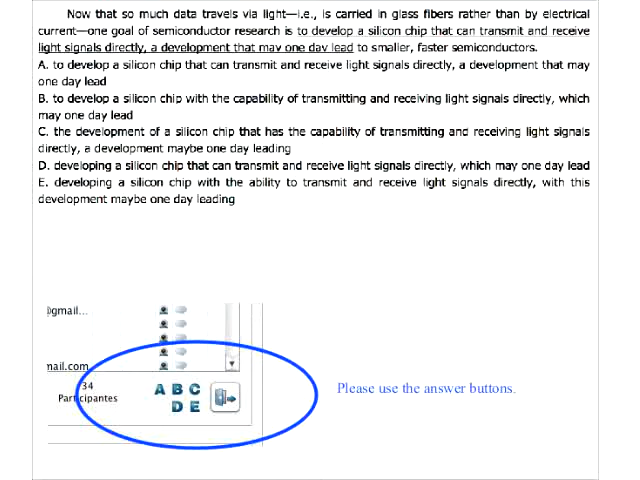 Now that so much data travels via light—i.e., is carried in glass fibers rather than by electrical
current—one goal of semiconductor research is to develop a silicon chip that can transmit and receive
light signals directly, a development that may one day lead to smaller, faster semiconductors.
A. to develop a silicon chip that can transmit and receive light signals directly, a development that may
one day lead
B. to develop a silicon chip with the capability of transmitting and receiving light signals directly, which
may one day lead
C. the development of a silicon chip that has the capability of transmitting and receiving light signals
directly, a development maybe one day leading
D. developing a silicon chip that can transmit and receive light signals directly, which may one day lead
E. developing a silicon chip with the ability to transmit and receive light signals directly, with this
development maybe one day leading
@gmail...
mail.com
34
Participantes
A B C
D E
Please use the answer buttons.